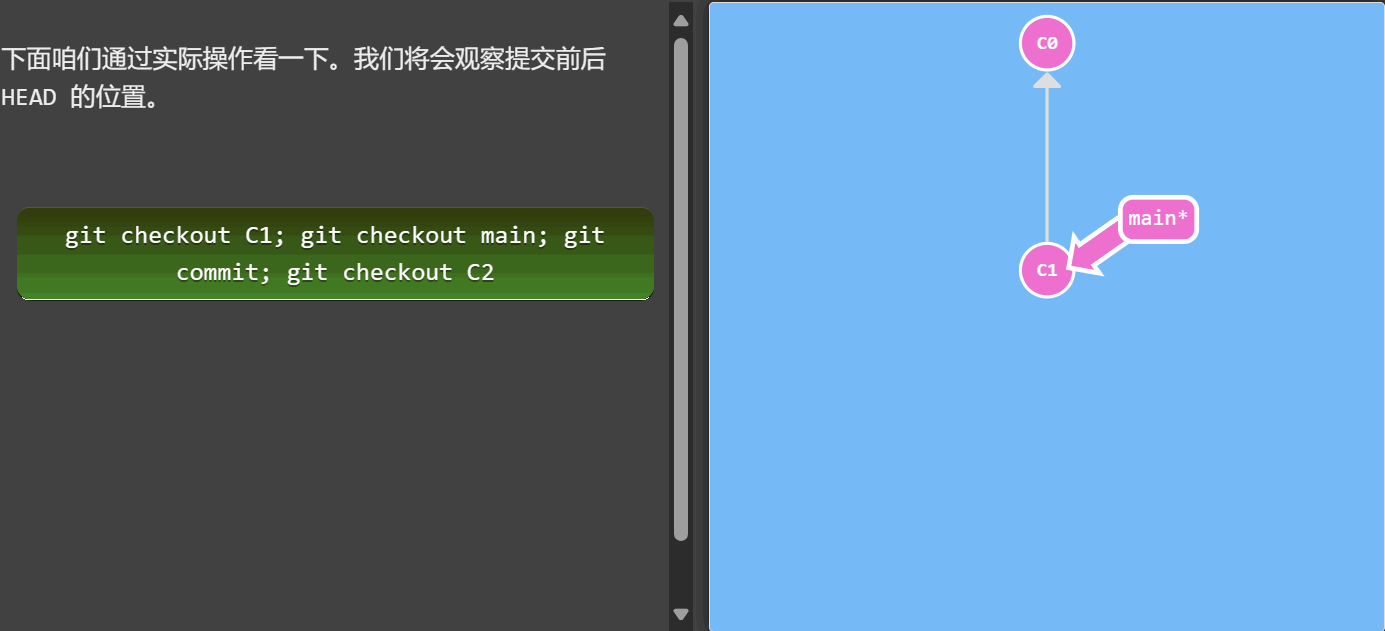 下面咱们通过实际操作看一下。我们将会观察提交前后
HEAD 的位置。
git checkout C1; git checkout main; git
commit; git checkout C2
C0
main*
C1